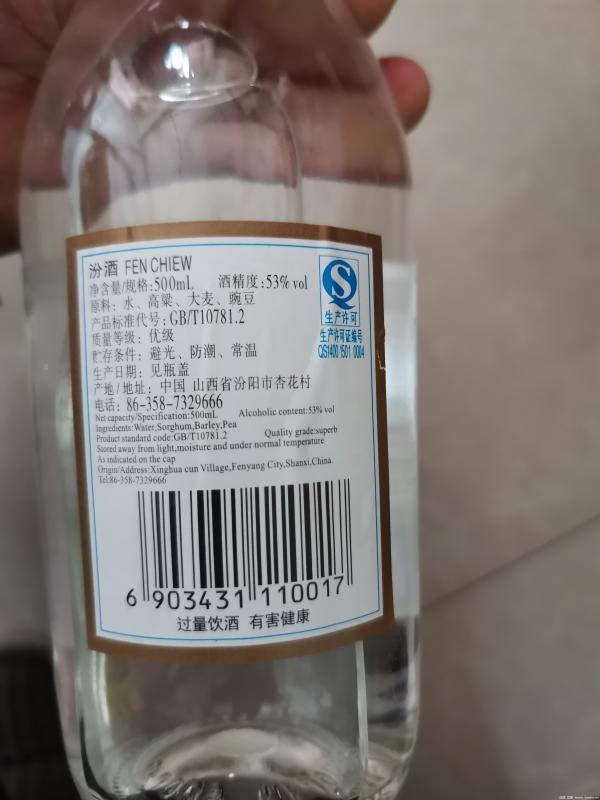 汾酒 FEN CHIEW
净含量/规格:500mL 酒精度:53% vol
原料: 水、高粱、大麦、豌豆
产品标准代号: GB/T10781.2
质量等级: 优级
贮存条件: 避光、防潮、常温
生产日期: 见瓶盖
产地/地址: 中国 山西省汾阳市杏花村
电话: 86-358-7329666
生产许可
生产许可证编号
QS1400 1501 0004
Net capacity/Specification:500mL Alcoholic content:53% vol
Ingredients:Water,Sorghum,Barley,Pea
Product standard code:GB/T10781.2 Quality grade:superb
Stored away from light,moisture and under normal temperature
As indicated on the cap
Origin/Address:Xinghua cun Village,Fenyang City,Shanxi,China.
Tel:86-358-7329666
6 903431 110017
过量饮酒 有害健康